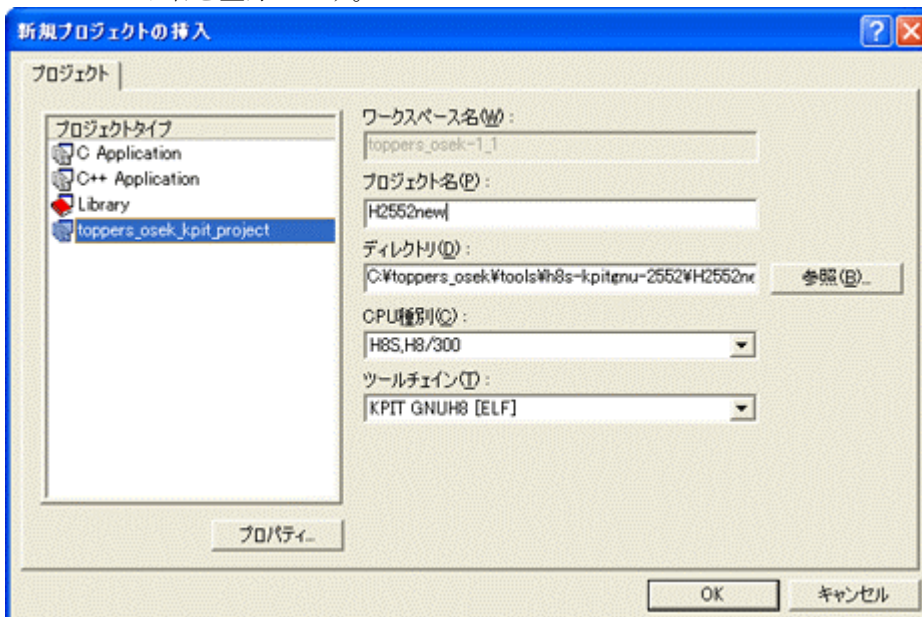 新規プロジェクトの挿入
プロジェクト
プロジェクトタイプ
C Application
C++ Application
Library
toppers_osek_kpit_project
プロパティ...
ワークスペース名(W):
toppers_osek-1_1
プロジェクト名(P):
H2552new
ディレクトリ(D):
C:¥toppers_osek¥tools¥h8s-kpitgnu-2552¥H2552ne
参照(B)...
CPU種別(C):
H8S,H8/300
ツールチェイン(T):
KPIT GNUH8 [ELF]
OK
キャンセル